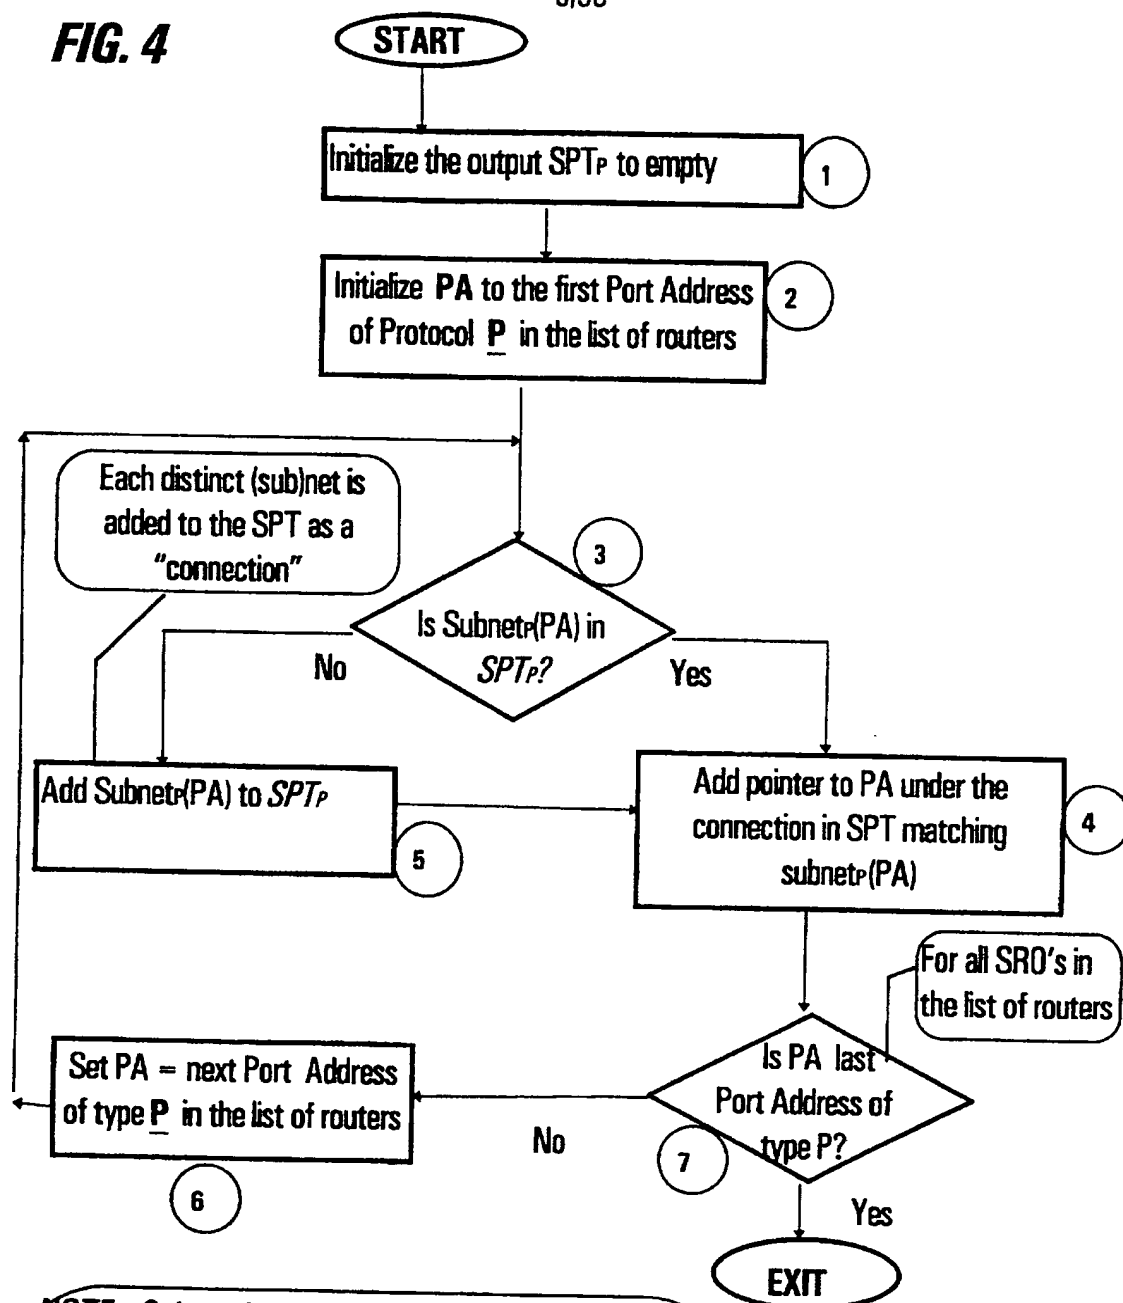 FIG. 4
START
Initialize the output SPTP to empty
1
Initialize PA to the first Port Address
of Protocol P in the list of routers
2
Each distinct (sub)net is
added to the SPT as a
"connection"
3
Is SubnetP(PA) in
SPTP?
No
Yes
Add SubnetP(PA) to SPTP
5
Add pointer to PA under the
connection in SPT matching
subnetP(PA)
4
For all SRO's in
the list of routers
Set PA = next Port Address
of type P in the list of routers
6
Is PA last
Port Address of
type P?
7
No
Yes
EXIT